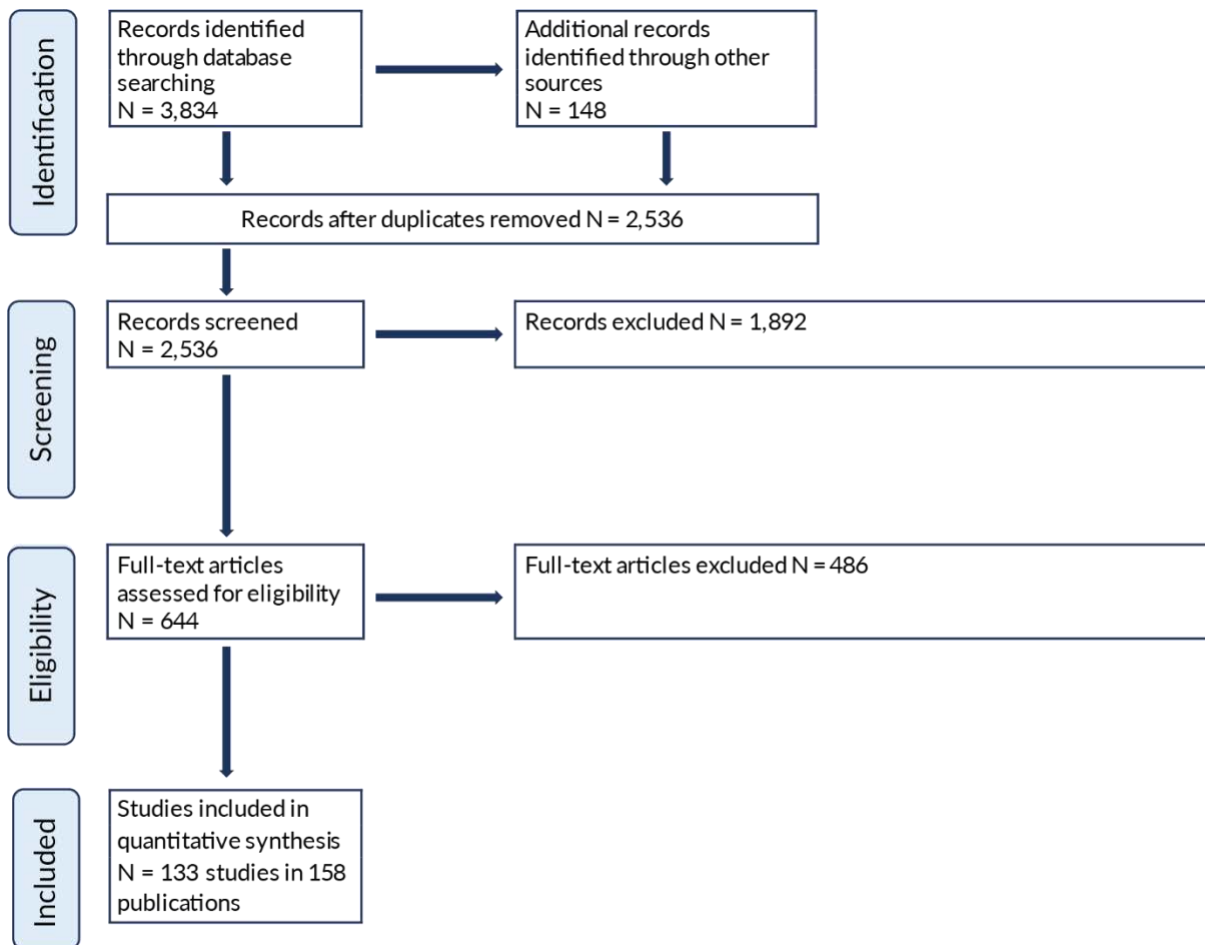 Identification
Records identified
through database
searching
N = 3,834
Additional records
identified through other
sources
N = 148
Records after duplicates removed N = 2,536
Screening
Records screened
N = 2,536
Records excluded N = 1,892
Eligibility
Full-text articles
assessed for eligibility
N = 644
Full-text articles excluded N = 486
Included
Studies included in
quantitative synthesis
N = 133 studies in 158
publications